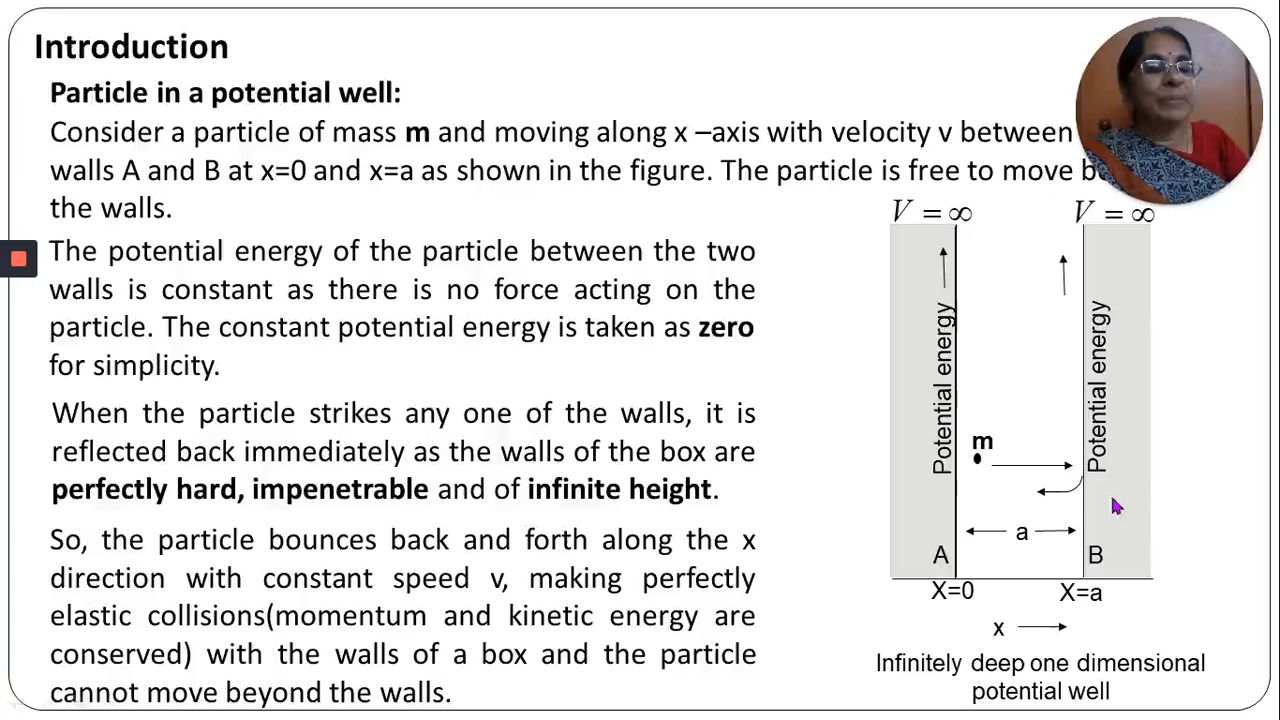 Introduction
Particle in a potential well:
Consider a particle of mass m and moving along x –axis with velocity v between
walls A and B at x=0 and x=a as shown in the figure. The particle is free to move
the walls.
The potential energy of the particle between the two
walls is constant as there is no force acting on the
particle. The constant potential energy is taken as zero
for simplicity.
When the particle strikes any one of the walls, it is
reflected back immediately as the walls of the box are
perfectly hard, impenetrable and of infinite height.
So, the particle bounces back and forth along the x
direction with constant speed v, making perfectly
elastic collisions(momentum and kinetic energy are
conserved) with the walls of a box and the particle
cannot move beyond the walls.
V = ∞ V = ∞
Potential energy
Potential energy
m
a
A B
X=0 X=a
x
Infinitely deep one dimensional
potential well